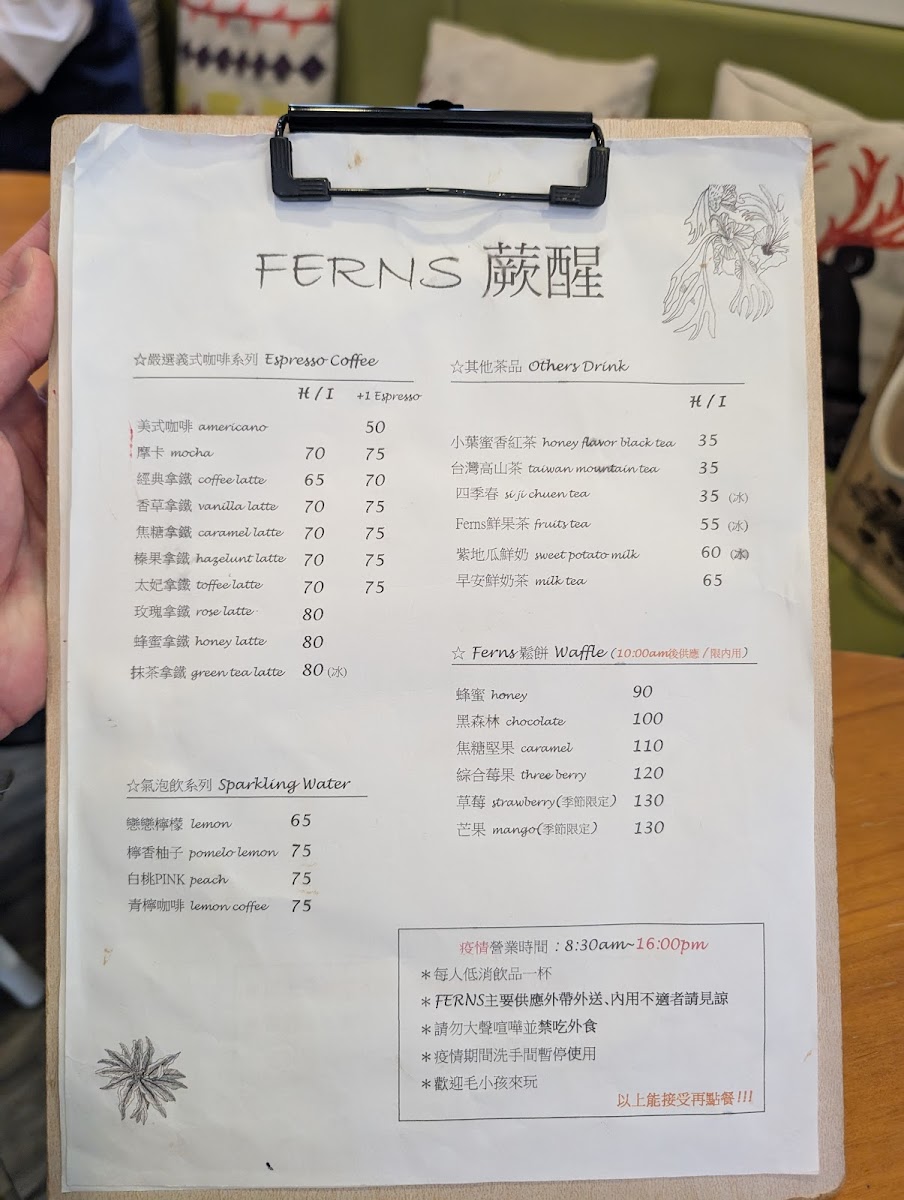 FERNS 蕨醒
☆嚴選義式咖啡系列 Espresso Coffee
H / I +1 Espresso
美式咖啡 americano 50
摩卡 mocha 70 75
經典拿鐵 coffee latte 65 70
香草拿鐵 vanilla latte 70 75
焦糖拿鐵 caramel latte 70 75
榛果拿鐵 hazelunt latte 70 75
太妃拿鐵 toffee latte 70 75
玫瑰拿鐵 rose latte 80
蜂蜜拿鐵 honey latte 80
抹茶拿鐵 green tea latte 80 (冰)
☆氣泡飲系列 Sparkling Water
戀戀檸檬 lemon 65
檸香柚子 pomelo lemon 75
白桃PINK peach 75
青檸咖啡 lemon coffee 75
☆其他茶品 Others Drink
H / I
小葉蜜香紅茶 honey flavor black tea 35
台灣高山茶 taiwan mountain tea 35
四季春 si ji chuen tea 35 (冰)
Ferns鮮果茶 fruits tea 55 (冰)
紫地瓜鮮奶 sweet potato milk 60 (冰)
早安鮮奶茶 milk tea 65
☆ Ferns 鬆餅 Waffle (10:00am後供應 / 限內用)
蜂蜜 honey 90
黑森林 chocolate 100
焦糖堅果 caramel 110
綜合莓果 three berry 120
草莓 strawberry(季節限定) 130
芒果 mango(季節限定) 130
疫情營業時間：8:30am~16:00pm
＊每人低消飲品一杯
＊FERNS主要供應外帶外送、內用不適者請見諒
＊請勿大聲喧嘩並禁吃外食
＊疫情期間洗手間暫停使用
＊歡迎毛小孩來玩
以上能接受再點餐!!!